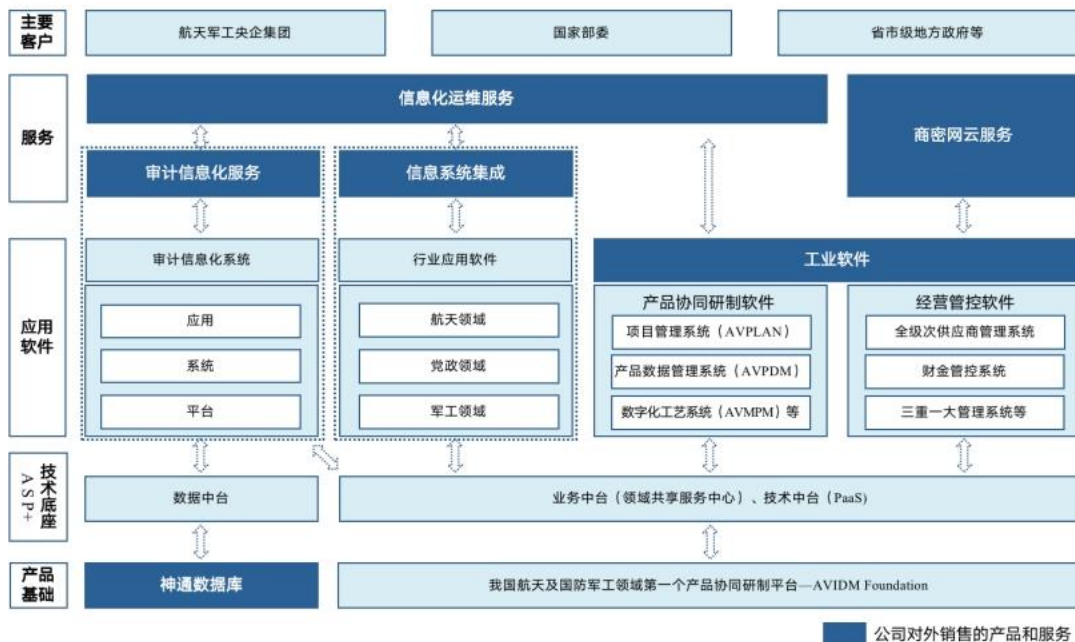 主要
客户
航天军工央企集团
国家部委
省市级地方政府等
服务
信息化运维服务
商密网云服务
审计信息化服务
信息系统集成
应用
软件
审计信息化系统
行业应用软件
工业软件
应用
系统
平台
航天领域
党政领域
军工领域
产品协同研制软件
项目管理系统（AVPLAN）
产品数据管理系统（AVPDM）
数字化工艺系统（AVMPM）等
经营管控软件
全级次供应商管理系统
财金管控系统
三重一大管理系统等
技术底座
ASP+
数据中台
业务中台（领域共享服务中心）、技术中台（PaaS）
产品
基础
神通数据库
我国航天及国防军工领域第一个产品协同研制平台—AVIDM Foundation
公司对外销售的产品和服务